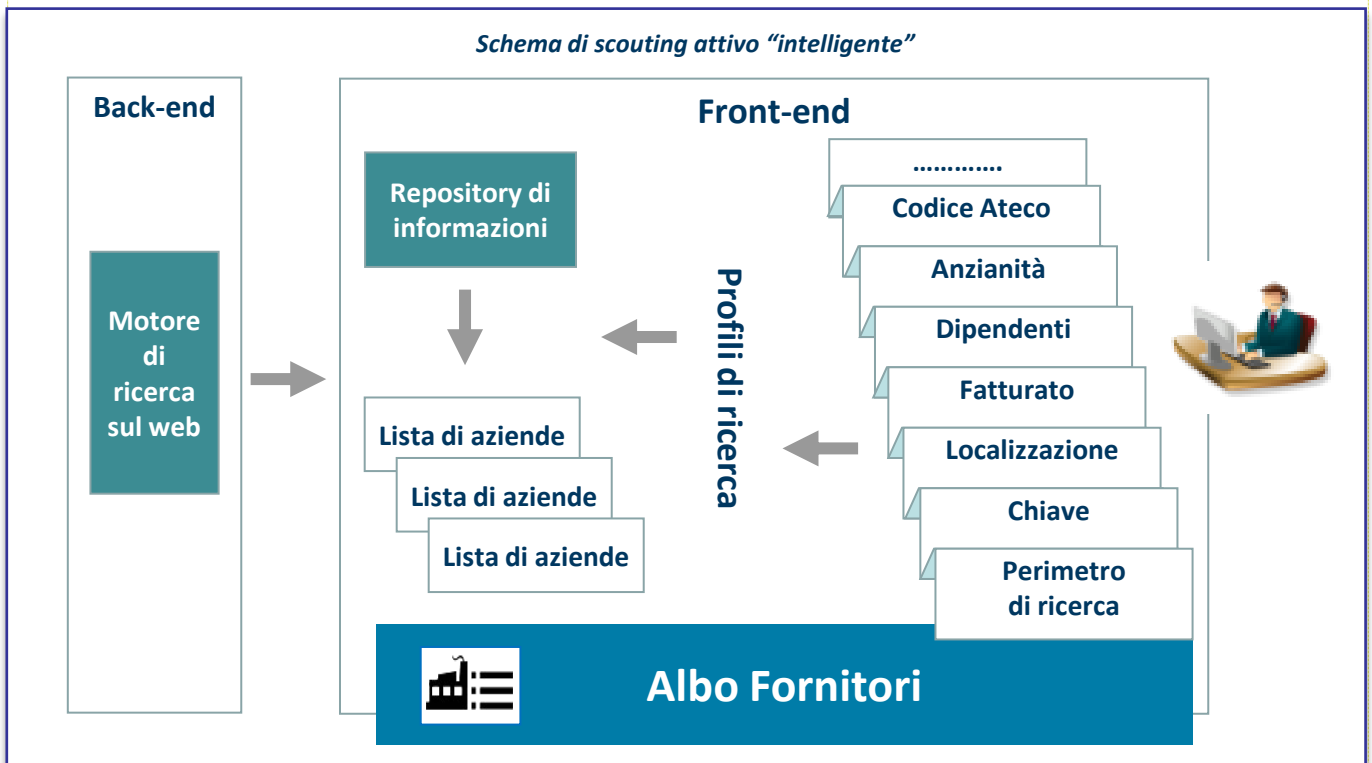 Schema di scouting attivo “intelligente”
Back-end
Motore
di
ricerca
sul web
Front-end
Repository di
informazioni
Lista di aziende
Lista di aziende
Lista di aziende
Profili di ricerca
………….
Codice Ateco
Anzianità
Dipendenti
Fatturato
Localizzazione
Chiave
Perimetro
di ricerca
Albo Fornitori